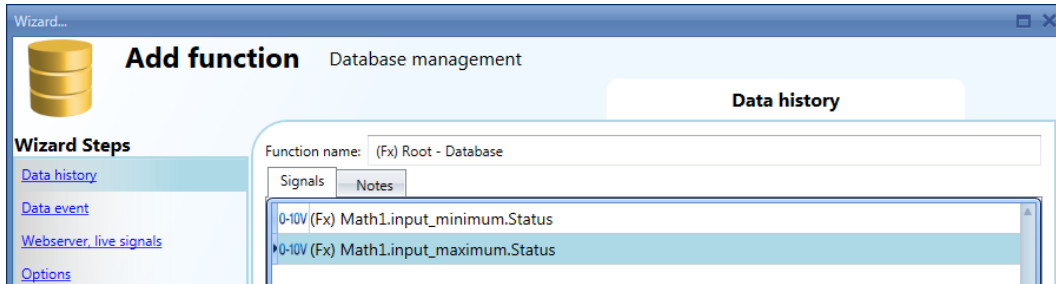 Wizard...
Add function Database management
Data history
Wizard Steps
Data history
Data event
Webserver, live signals
Options
Function name: (Fx) Root - Database
Signals Notes
0-10V (Fx) Math1.input_minimum.Status
0-10V (Fx) Math1.input_maximum.Status